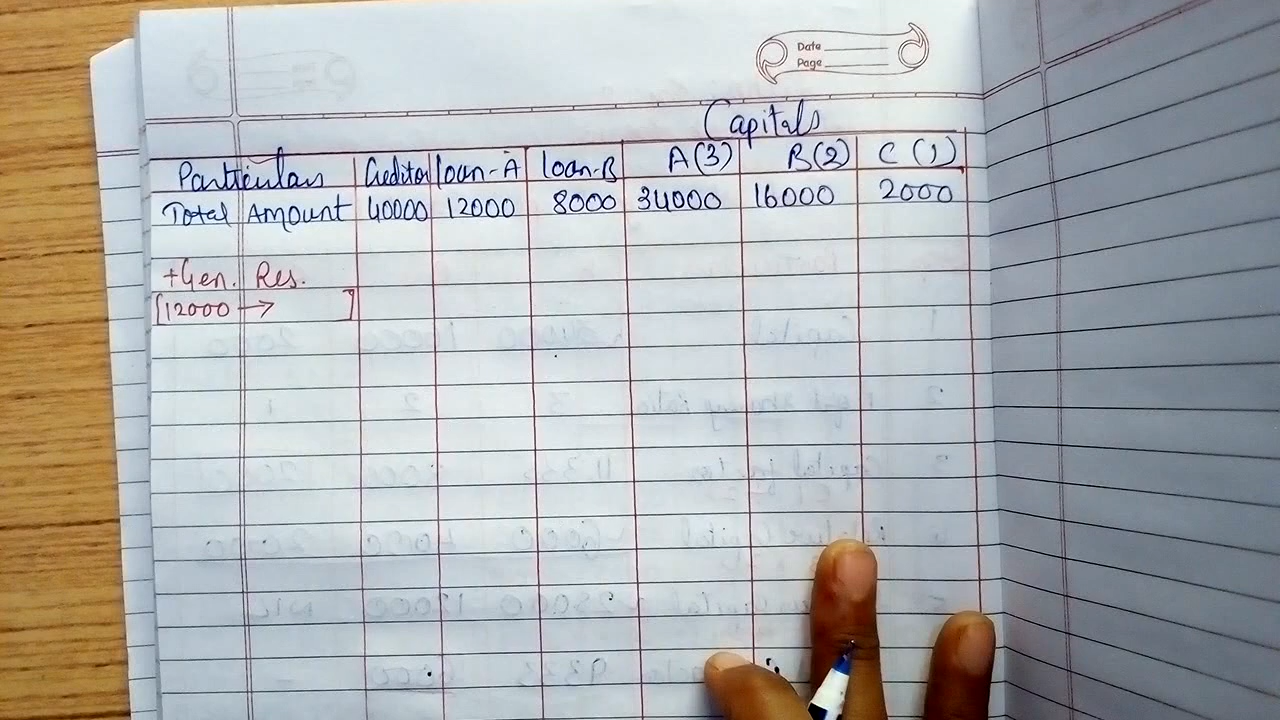 Date
Page
Capitals
Particulars Creditor loan-A loan-B A(3) B(2) C(1)
Total Amount 40000 12000 8000 34000 16000 2000
+Gen. Res.
[12000 → ]